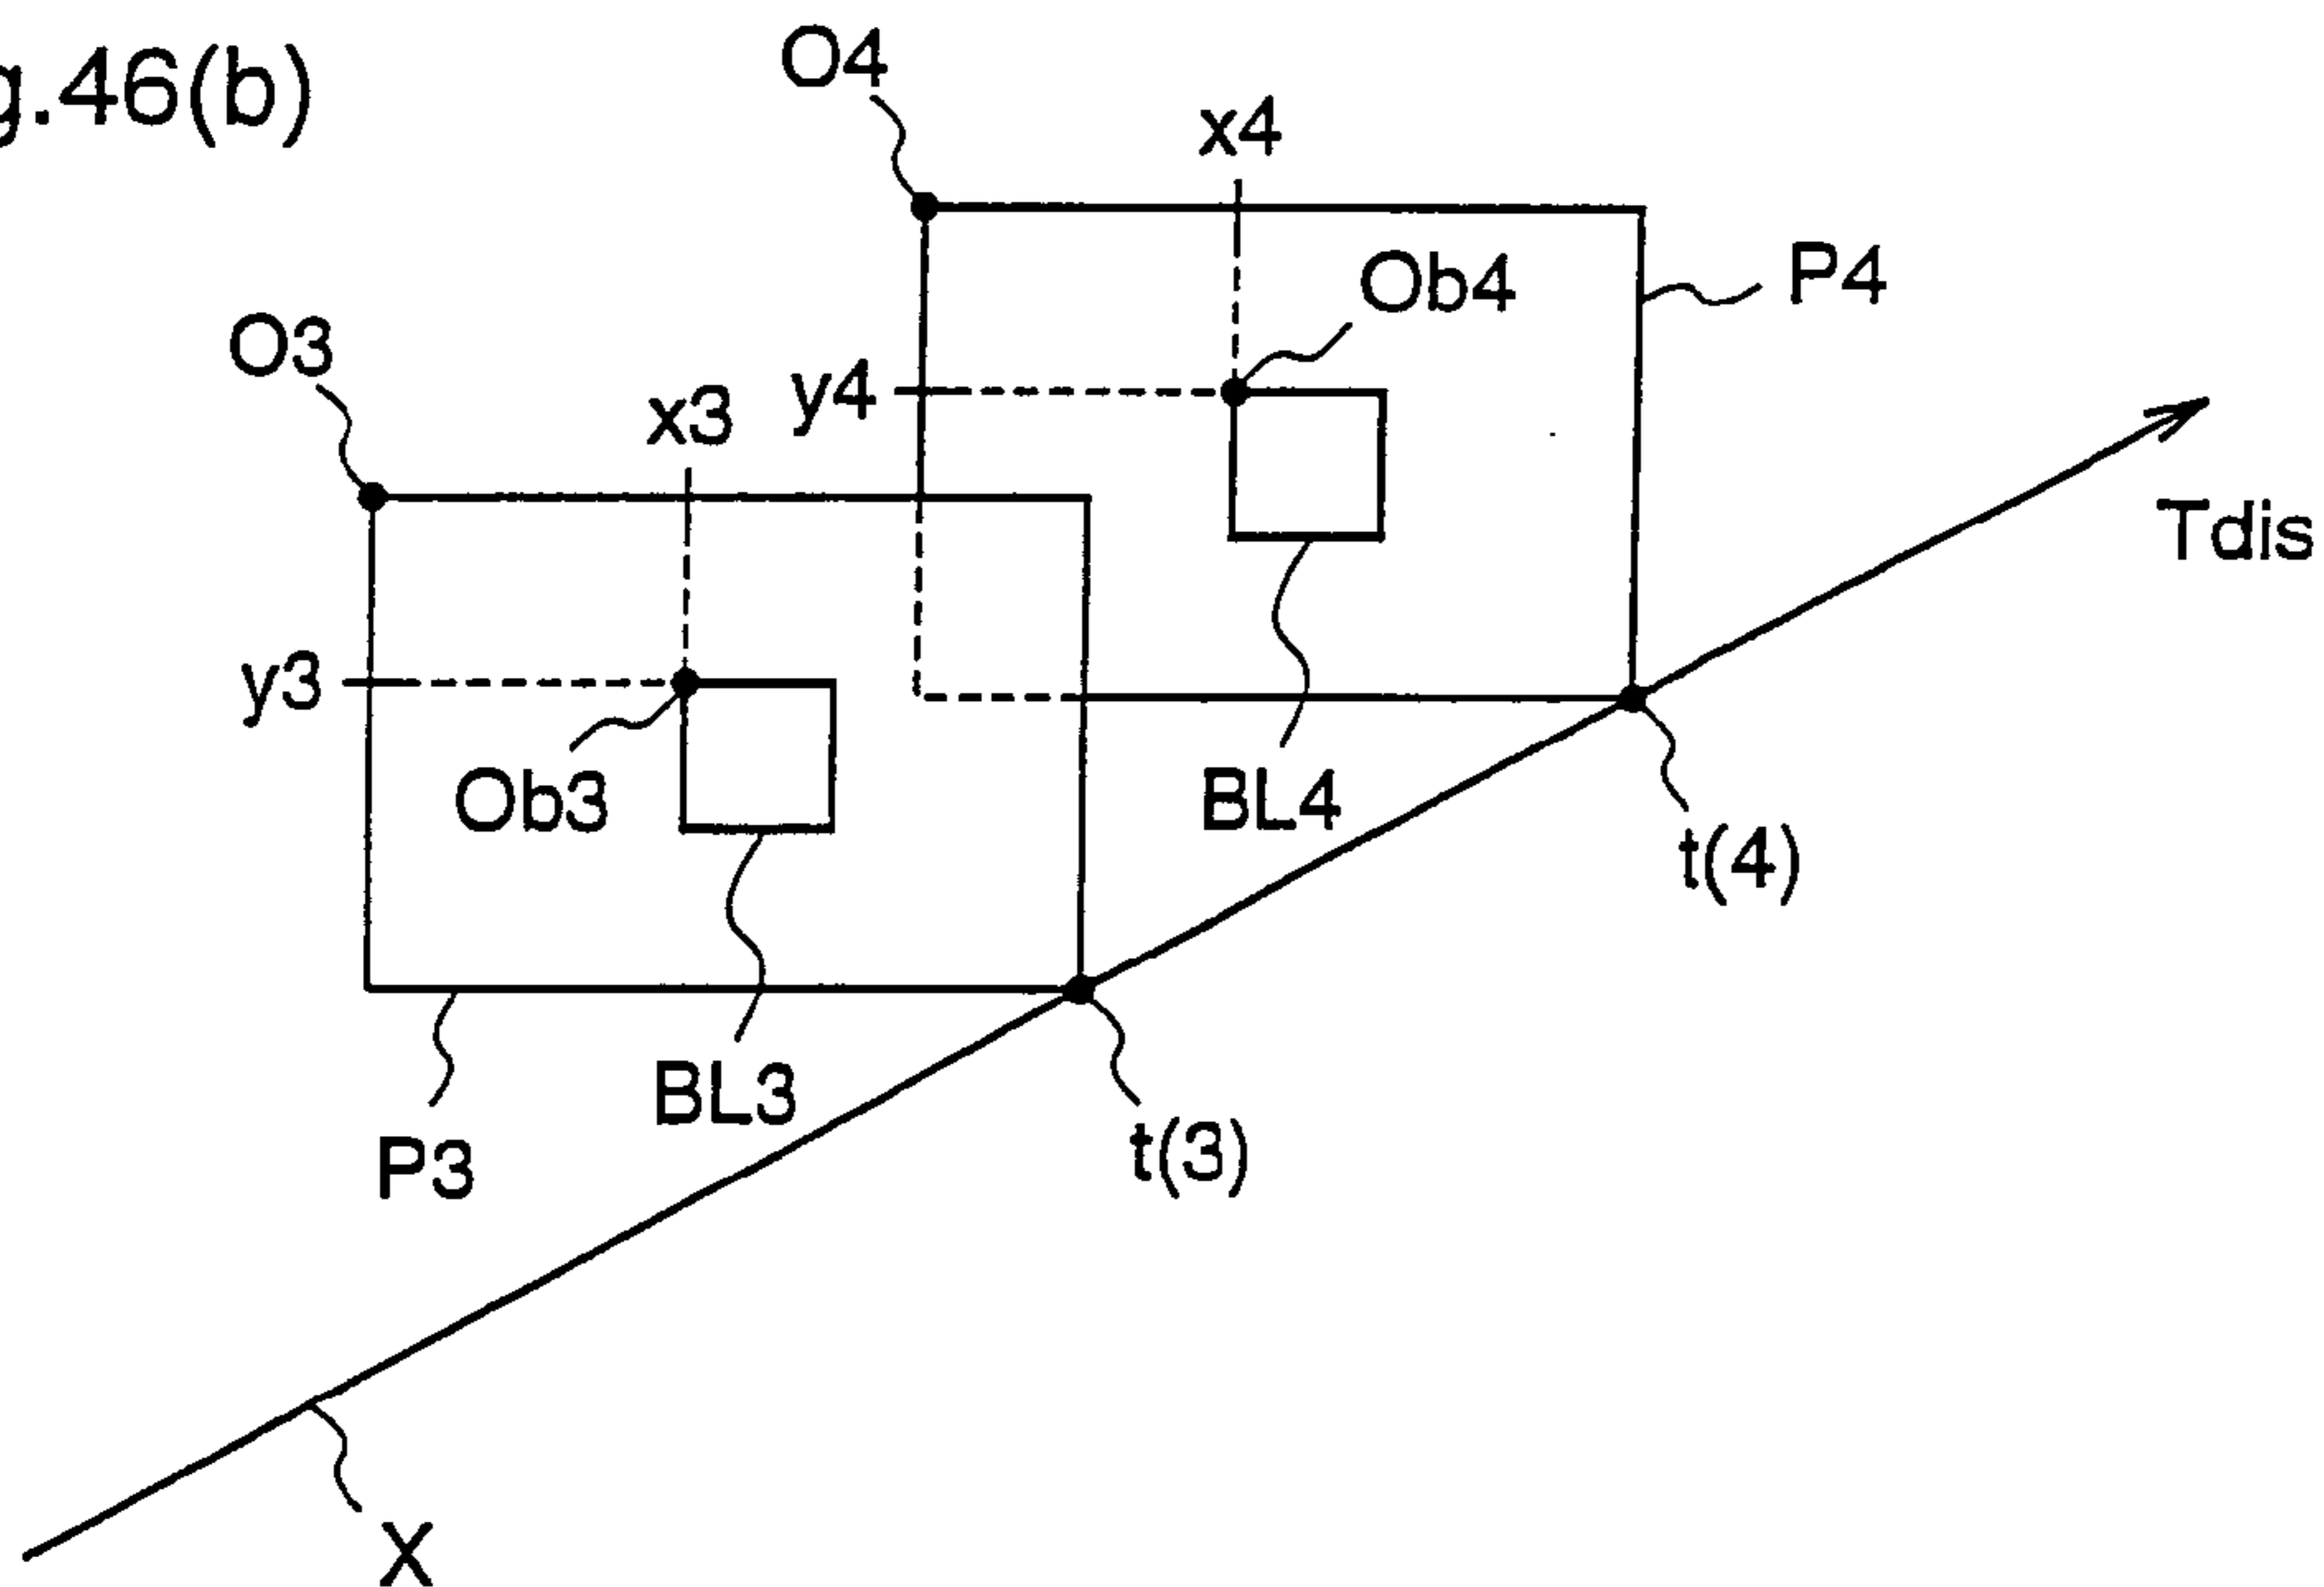 g.46(b)
O4
x4
Ob4
P4
O3
x3
y4
Tdis
y3
Ob3
BL4
t(4)
BL3
t(3)
P3
X